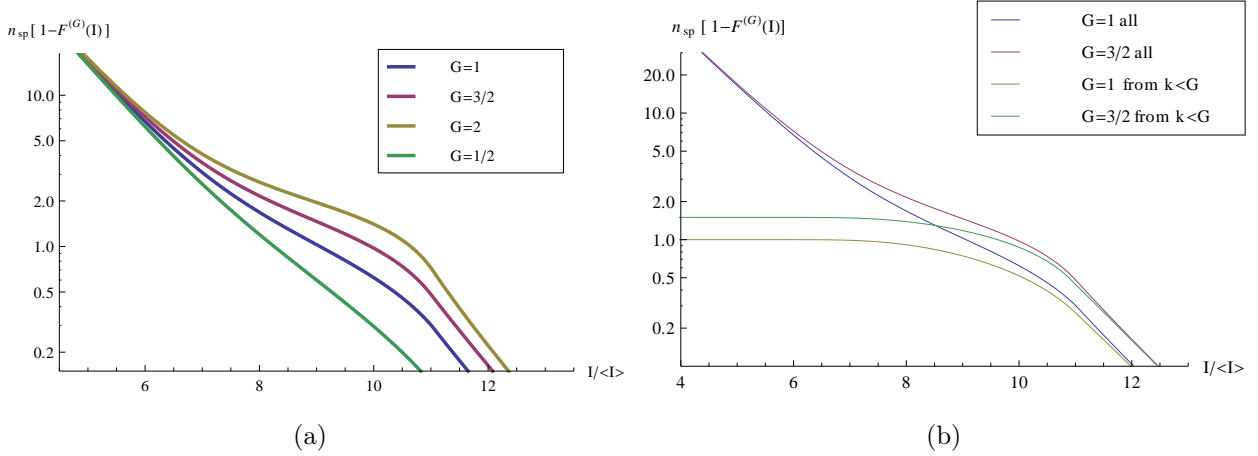 n_sp [ 1−F^(G)(I) ]
10.0
5.0
2.0
1.0
0.5
0.2
6
8
10
12
I/<I>
G=1
G=3/2
G=2
G=1/2
(a)
n_sp [ 1−F^(G)(I)]
20.0
10.0
5.0
2.0
1.0
0.5
0.2
4
6
8
10
12
I/<I>
G=1 all
G=3/2 all
G=1 from k<G
G=3/2 from k<G
(b)